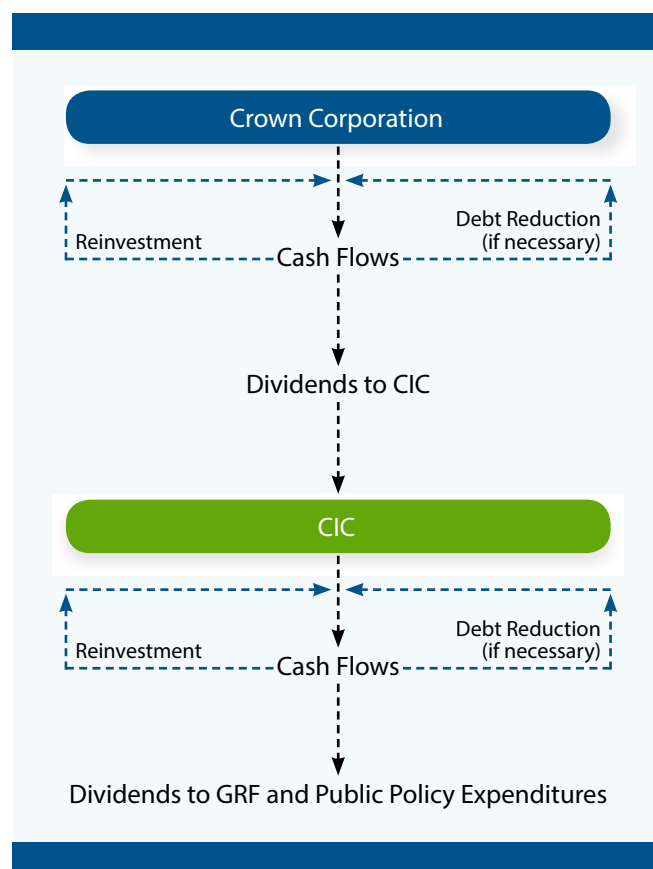 Crown Corporation
Reinvestment
Debt Reduction
(if necessary)
Cash Flows
Dividends to CIC
CIC
Reinvestment
Debt Reduction
(if necessary)
Cash Flows
Dividends to GRF and Public Policy Expenditures